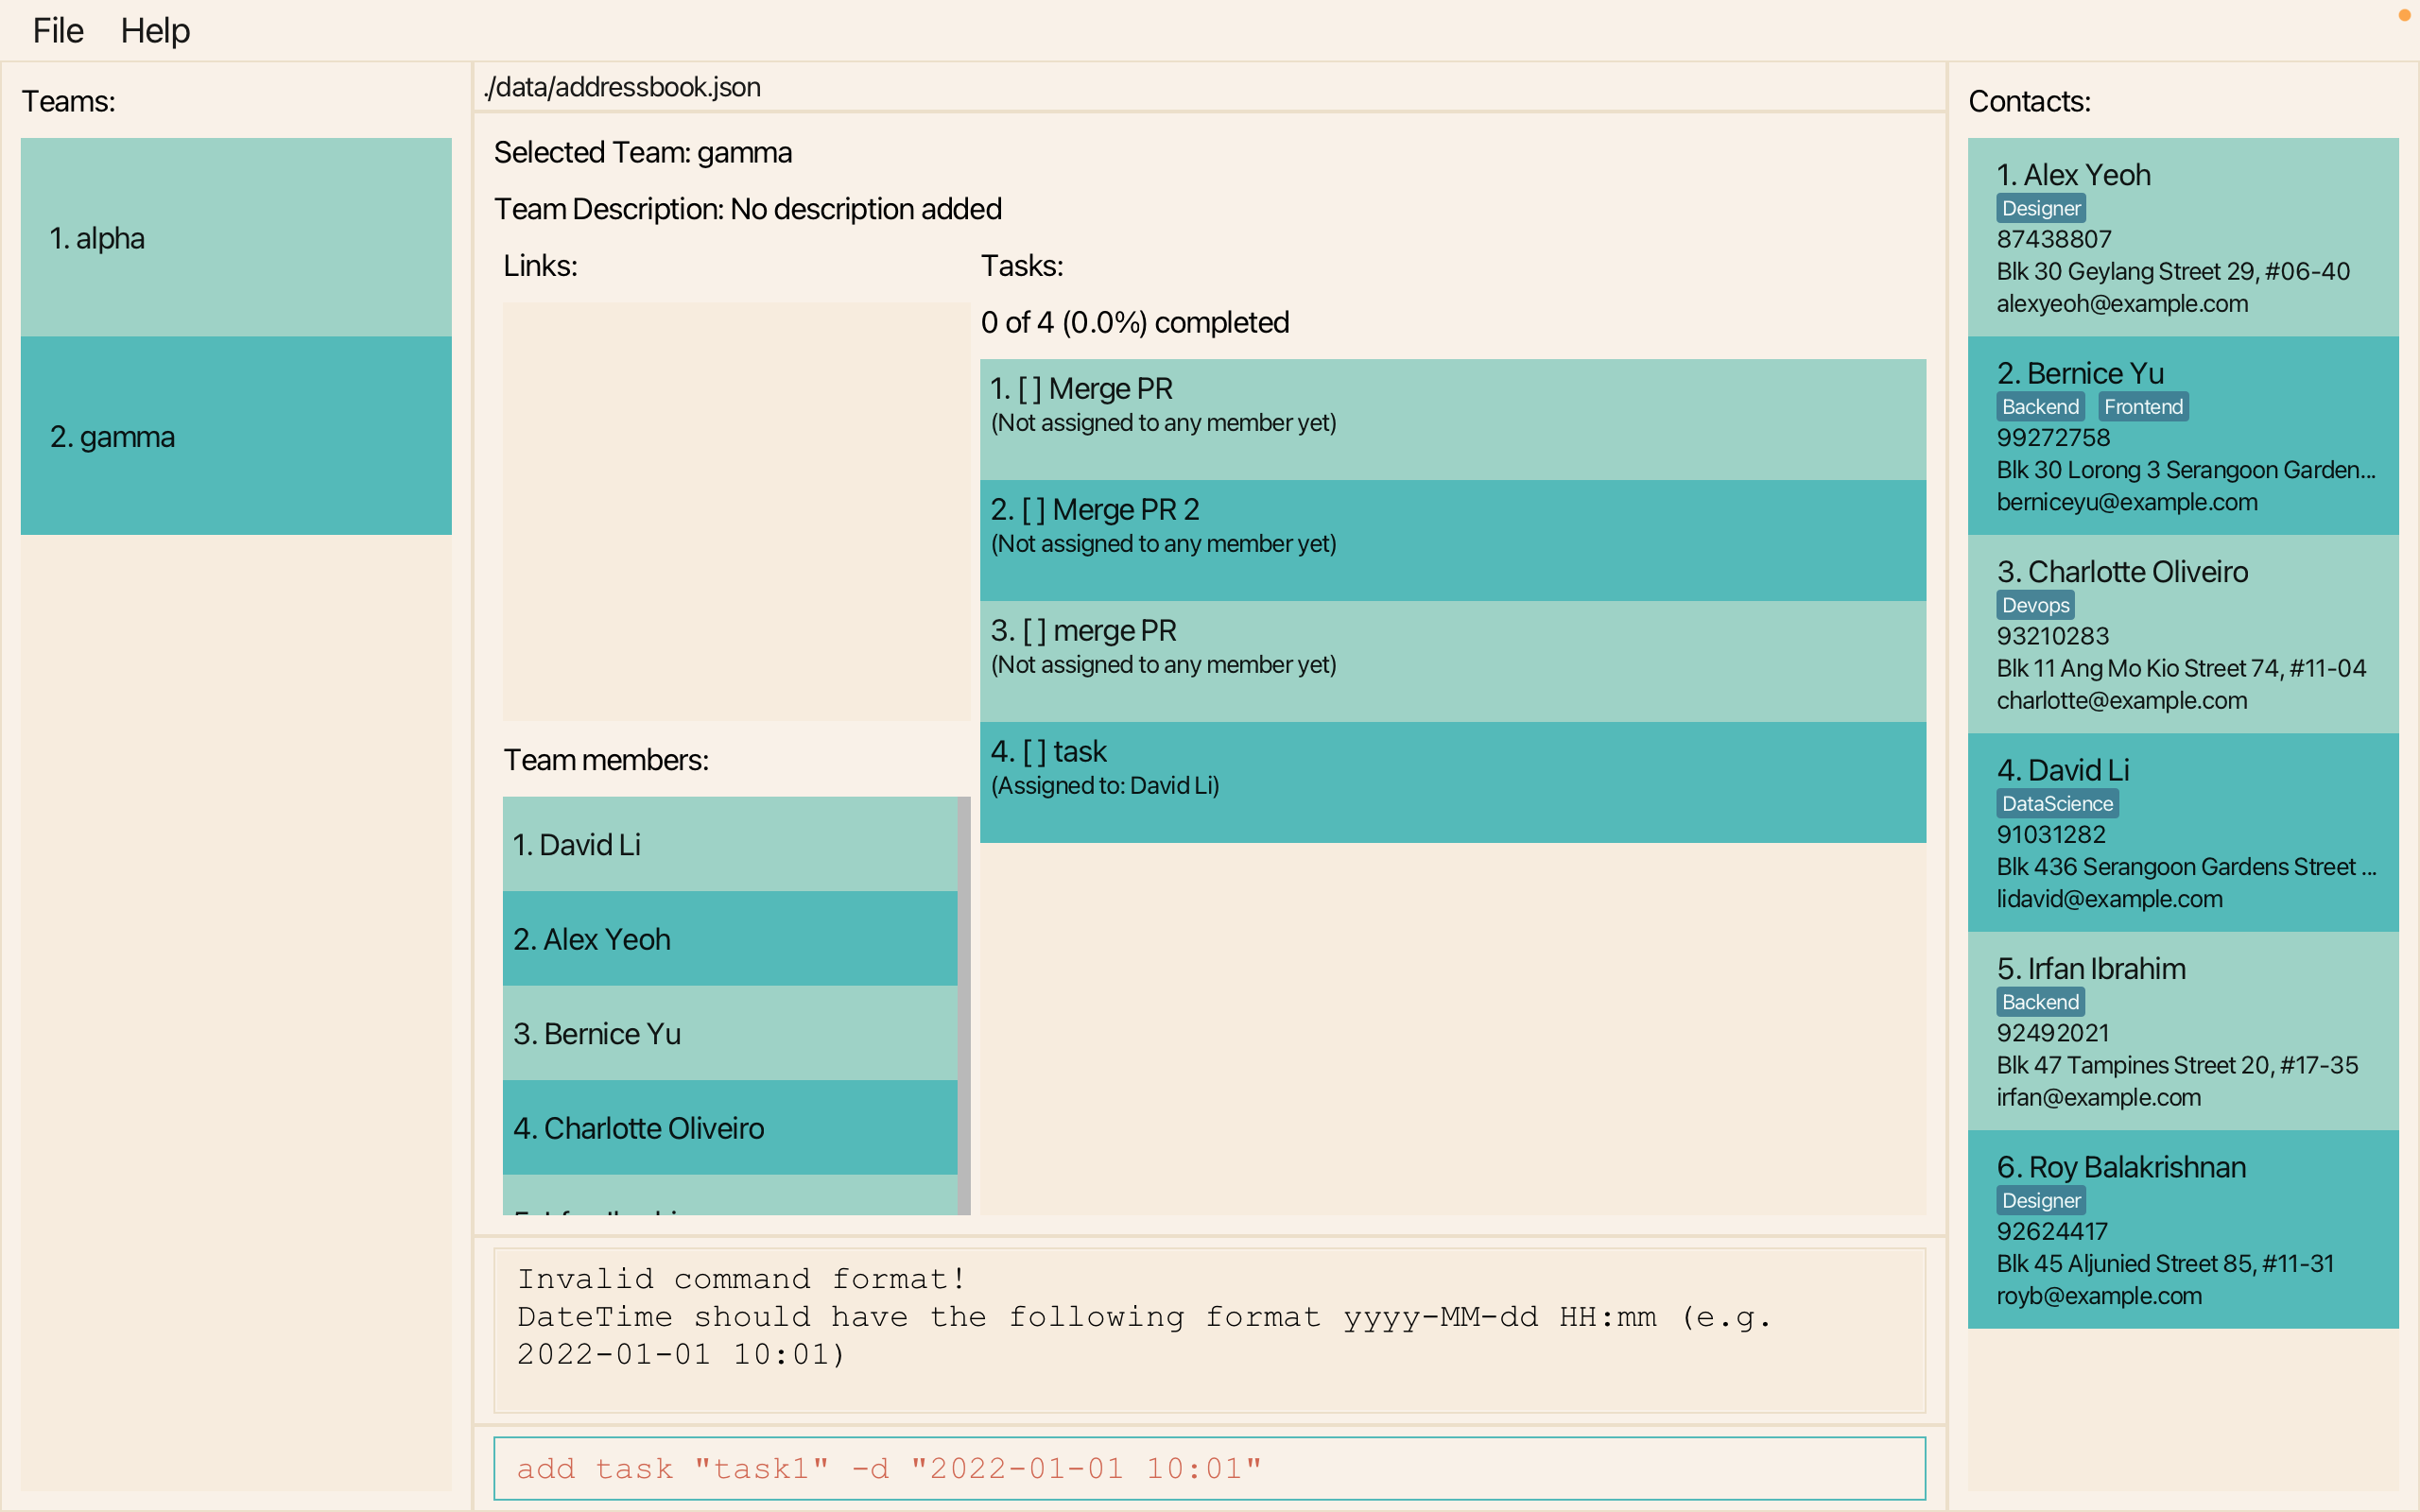 File Help
Teams:
1. alpha
2. gamma
./data/addressbook.json
Selected Team: gamma
Team Description: No description added
Links:
Team members:
1. David Li
2. Alex Yeoh
3. Bernice Yu
4. Charlotte Oliveiro
Tasks:
0 of 4 (0.0%) completed
1. [ ] Merge PR
(Not assigned to any member yet)
2. [ ] Merge PR 2
(Not assigned to any member yet)
3. [ ] merge PR
(Not assigned to any member yet)
4. [ ] task
(Assigned to: David Li)
Invalid command format!
DateTime should have the following format yyyy-MM-dd HH:mm (e.g.
2022-01-01 10:01)
add task "task1" -d "2022-01-01 10:01"
Contacts:
1. Alex Yeoh
Designer
87438807
Blk 30 Geylang Street 29, #06-40
alexyeoh@example.com
2. Bernice Yu
Backend Frontend
99272758
Blk 30 Lorong 3 Serangoon Garden...
berniceyu@example.com
3. Charlotte Oliveiro
Devops
93210283
Blk 11 Ang Mo Kio Street 74, #11-04
charlotte@example.com
4. David Li
DataScience
91031282
Blk 436 Serangoon Gardens Street ...
lidavid@example.com
5. Irfan Ibrahim
Backend
92492021
Blk 47 Tampines Street 20, #17-35
irfan@example.com
6. Roy Balakrishnan
Designer
92624417
Blk 45 Aljunied Street 85, #11-31
royb@example.com